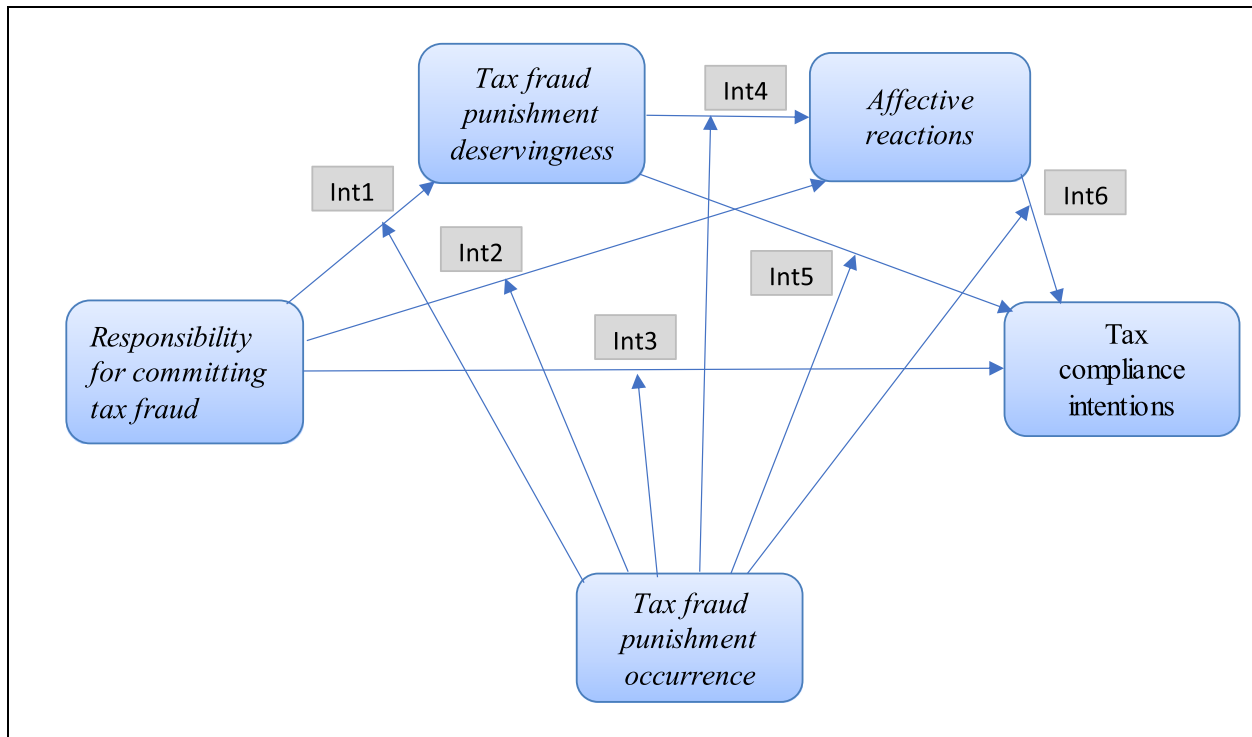 Tax fraud
punishment
deservingness
Int4
Affective
reactions
Int1
Int6
Int2
Int5
Responsibility
for committing
tax fraud
Int3
Tax
compliance
intentions
Tax fraud
punishment
occurrence